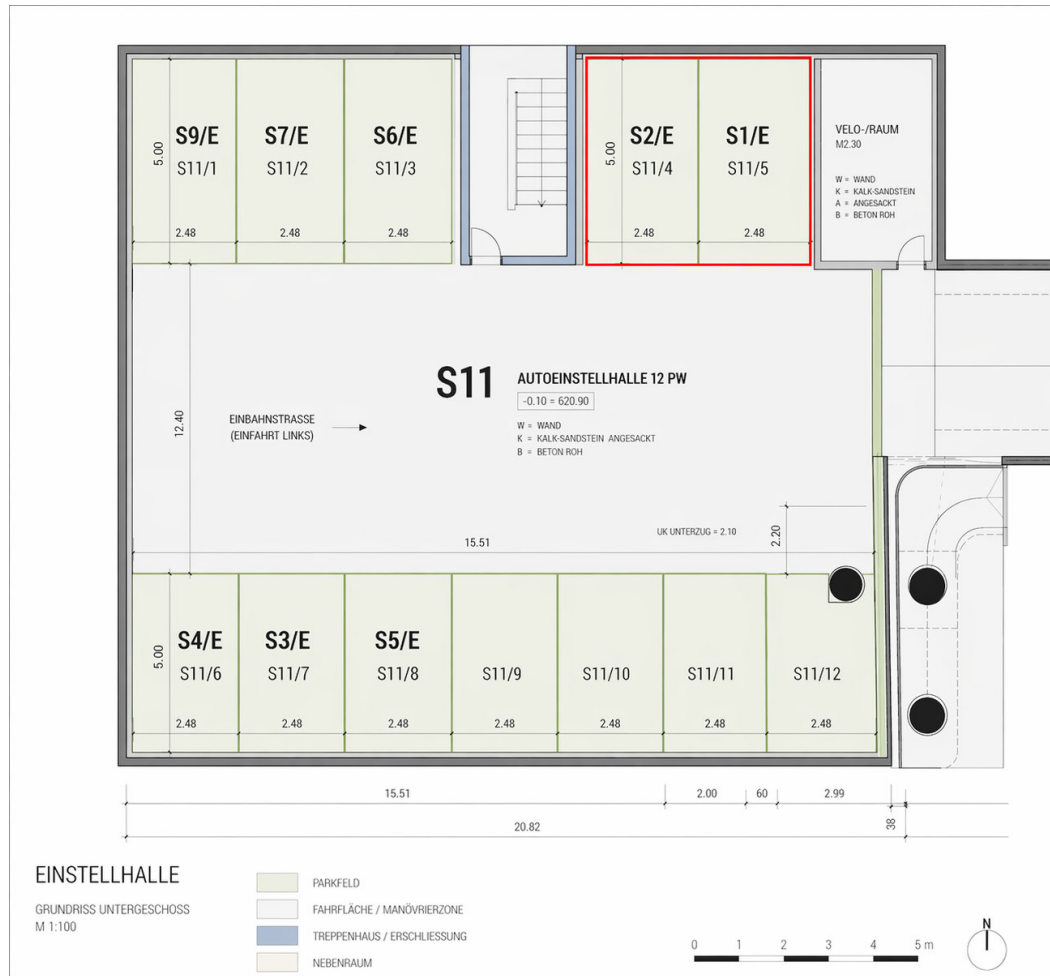 S9/E
S11/1
5.00
2.48
S7/E
S11/2
2.48
S6/E
S11/3
2.48
S2/E
S11/4
5.00
2.48
S1/E
S11/5
2.48
VELO-/RAUM
M2.30
W = WAND
K = KALK-SANDSTEIN
A = ANGESACKT
B = BETON ROH
S11
AUTOEINSTELLHALLE 12 PW
-0.10 = 620.90
W = WAND
K = KALK-SANDSTEIN ANGESACKT
B = BETON ROH
EINBAHNSTRASSE
(EINFAHRT LINKS)
12.40
15.51
UK UNTERZUG = 2.10
2.20
S4/E
S11/6
5.00
2.48
S3/E
S11/7
2.48
S5/E
S11/8
2.48
S11/9
2.48
S11/10
2.48
S11/11
2.48
S11/12
2.48
15.51
2.00
60
2.99
20.82
38
EINSTELLHALLE
GRUNDRISS UNTERGESCHOSS
M 1:100
PARKFELD
FAHRFLÄCHE / MANÖVRIERZONE
TREPPENHAUS / ERSCHLIESSUNG
NEBENRAUM
0 1 2 3 4 5 m
N